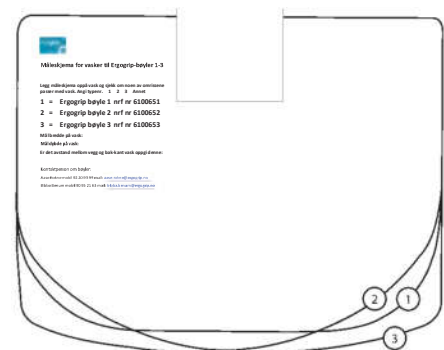 Måleskjema for vasker til Ergogrip-bøyler 1-3
Legg måleskjema oppå vask og sjekk om noen av omrissene
passer med vask. Angi type nr. 1 2 3 Annet
1 = Ergogrip bøyle 1 nrf nr 6100651
2 = Ergogrip bøyle 2 nrf nr 6100652
3 = Ergogrip bøyle 3 nrf nr 6100653
Mål bredde på vask:
Mål dybde på vask:
Er det avstand mellom vegg og bakkant vask oppgi denne:
Kontaktperson om bøyler:
2
1
3